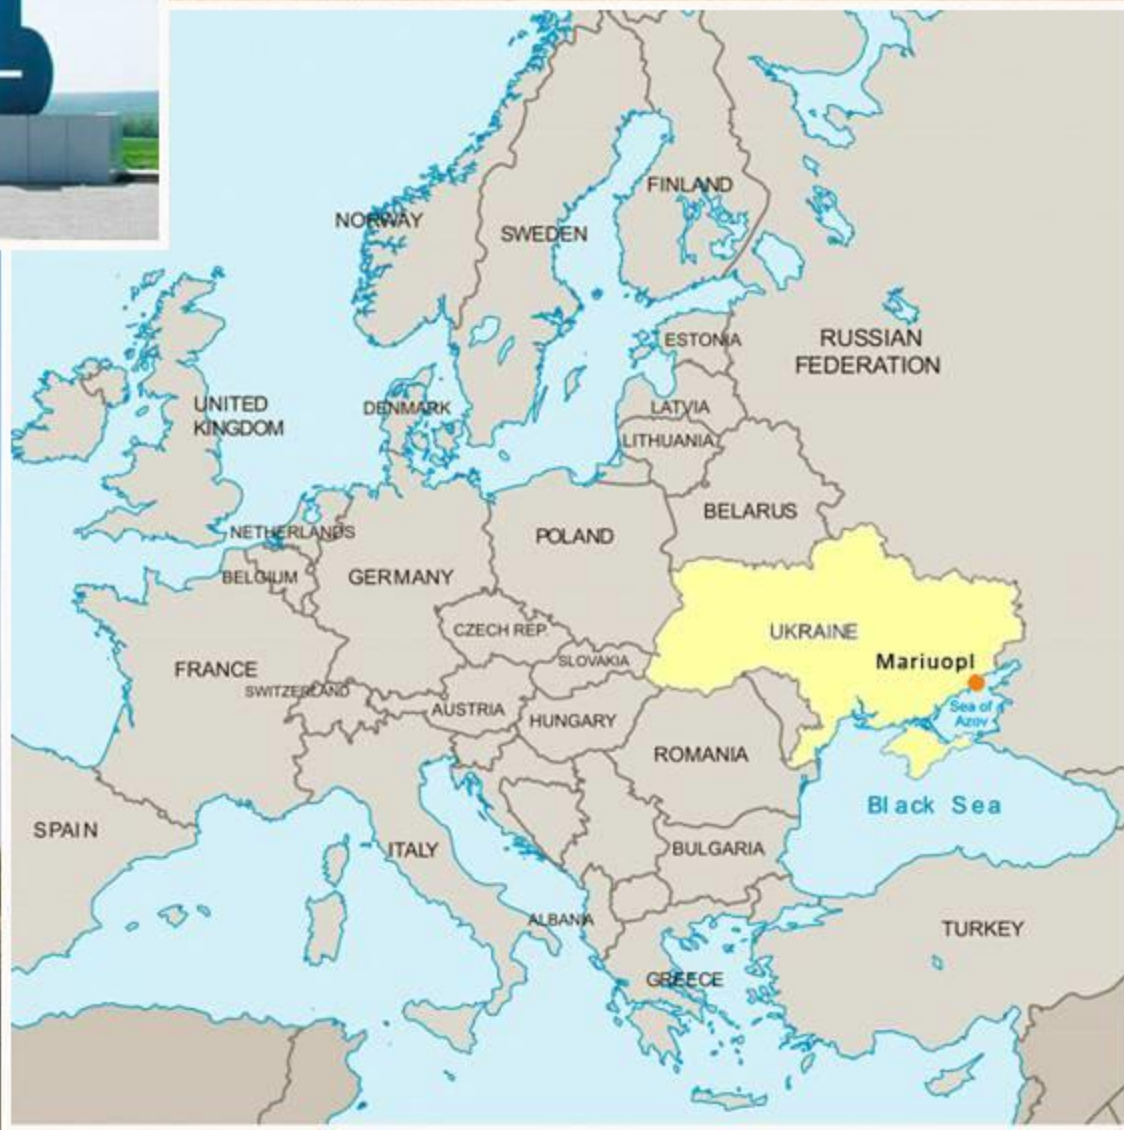 FINLAND
NORWAY
SWEDEN
ESTONIA
RUSSIAN
FEDERATION
UNITED
KINGDOM
DENMARK
LATVIA
LITHUANIA
BELARUS
NETHERLANDS
POLAND
BELGIUM
GERMANY
CZECH REP.
UKRAINE
SLOVAKIA
Mariuopl
FRANCE
SWITZERLAND
AUSTRIA
HUNGARY
Sea of
Azov
ROMANIA
Black Sea
SPAIN
ITALY
BULGARIA
ALBANIA
TURKEY
GREECE